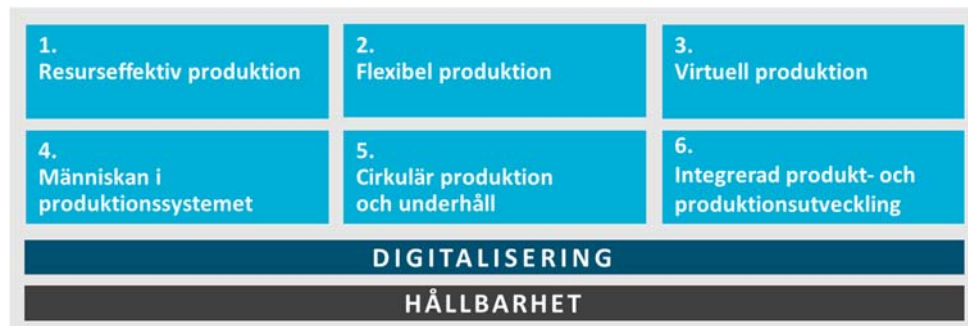 1.
Resurseffektiv produktion
2.
Flexibel produktion
3.
Virtuell produktion
4.
Människan i
produktionssystemet
5.
Cirkulär produktion
och underhåll
6.
Integrerad produkt- och
produktionsutveckling
DIGITALISERING
HÅLLBARHET